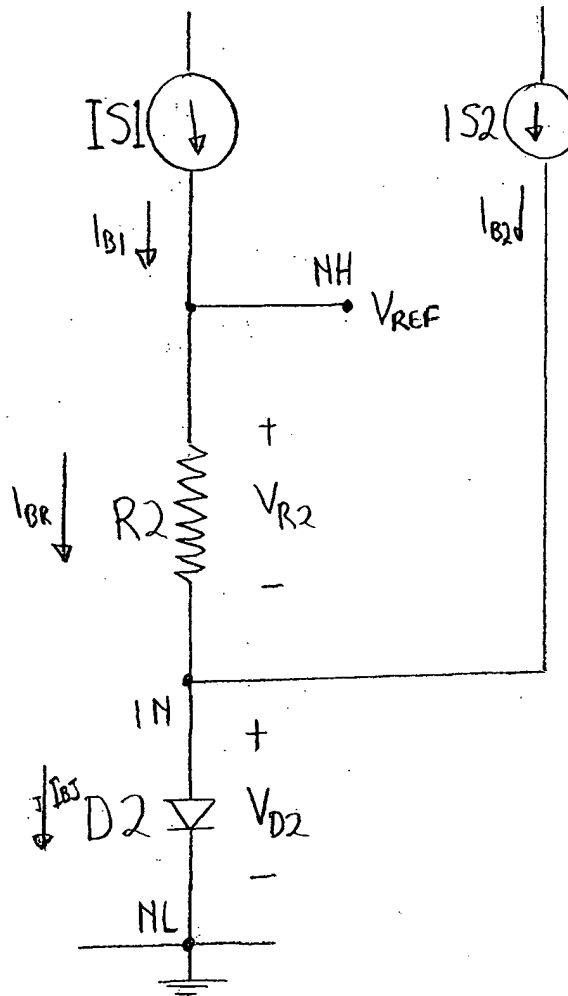 IS1
IS2
IB1
IB2
NH
VREF
+
IBR
R2
VR2
−
IN
+
IBJ
D2
VD2
−
NL